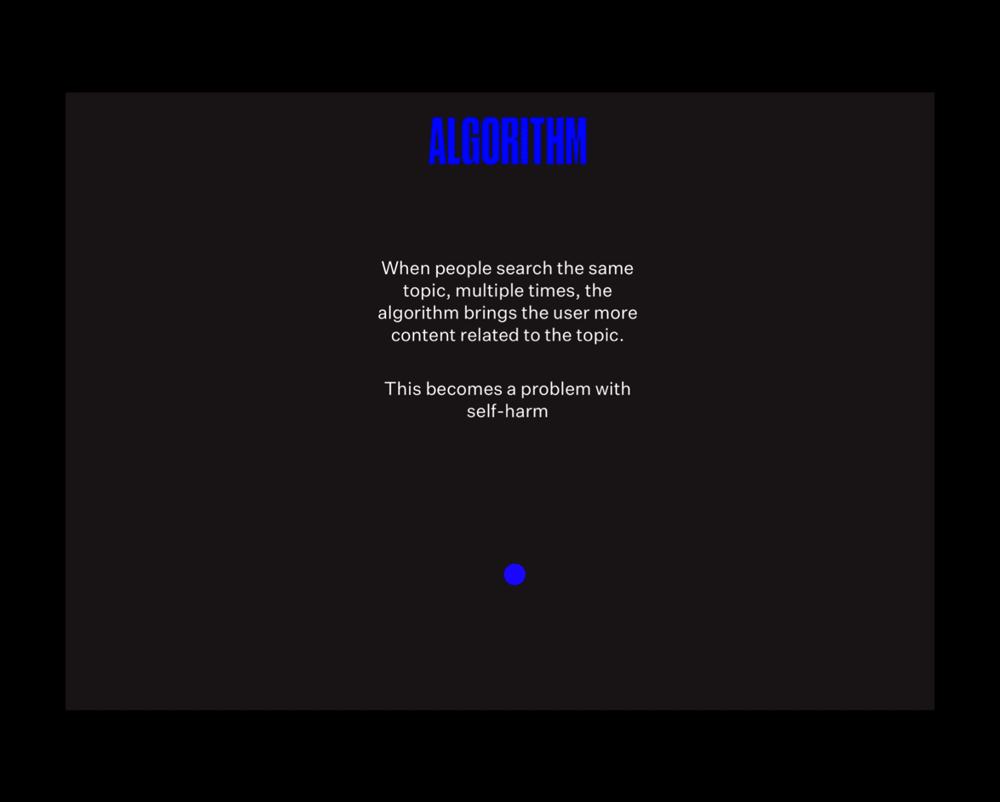 ALGORITHM
When people search the same
topic, multiple times, the
algorithm brings the user more
content related to the topic.
This becomes a problem with
self-harm